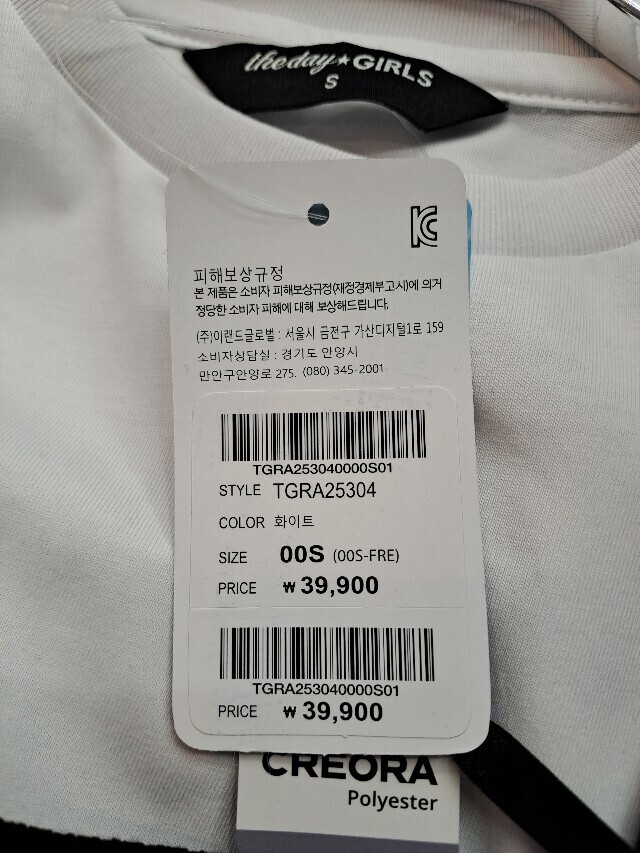 theday★GIRLS
S
KC
피해보상규정
본 제품은 소비자 피해보상규정(재정경제부고시)에 의거
정당한 소비자 피해에 대해 보상해드립니다.
(주)이랜드글로벌 : 서울시 금천구 가산디지털1로 159
소비자상담실 : 경기도 안양시
만안구안양로 275. (080) 345-2001
TGRA253040000S01
STYLE TGRA25304
COLOR 화이트
SIZE 00S (00S-FRE)
PRICE ₩ 39,900
TGRA253040000S01
PRICE ₩ 39,900
CREORA
Polyester